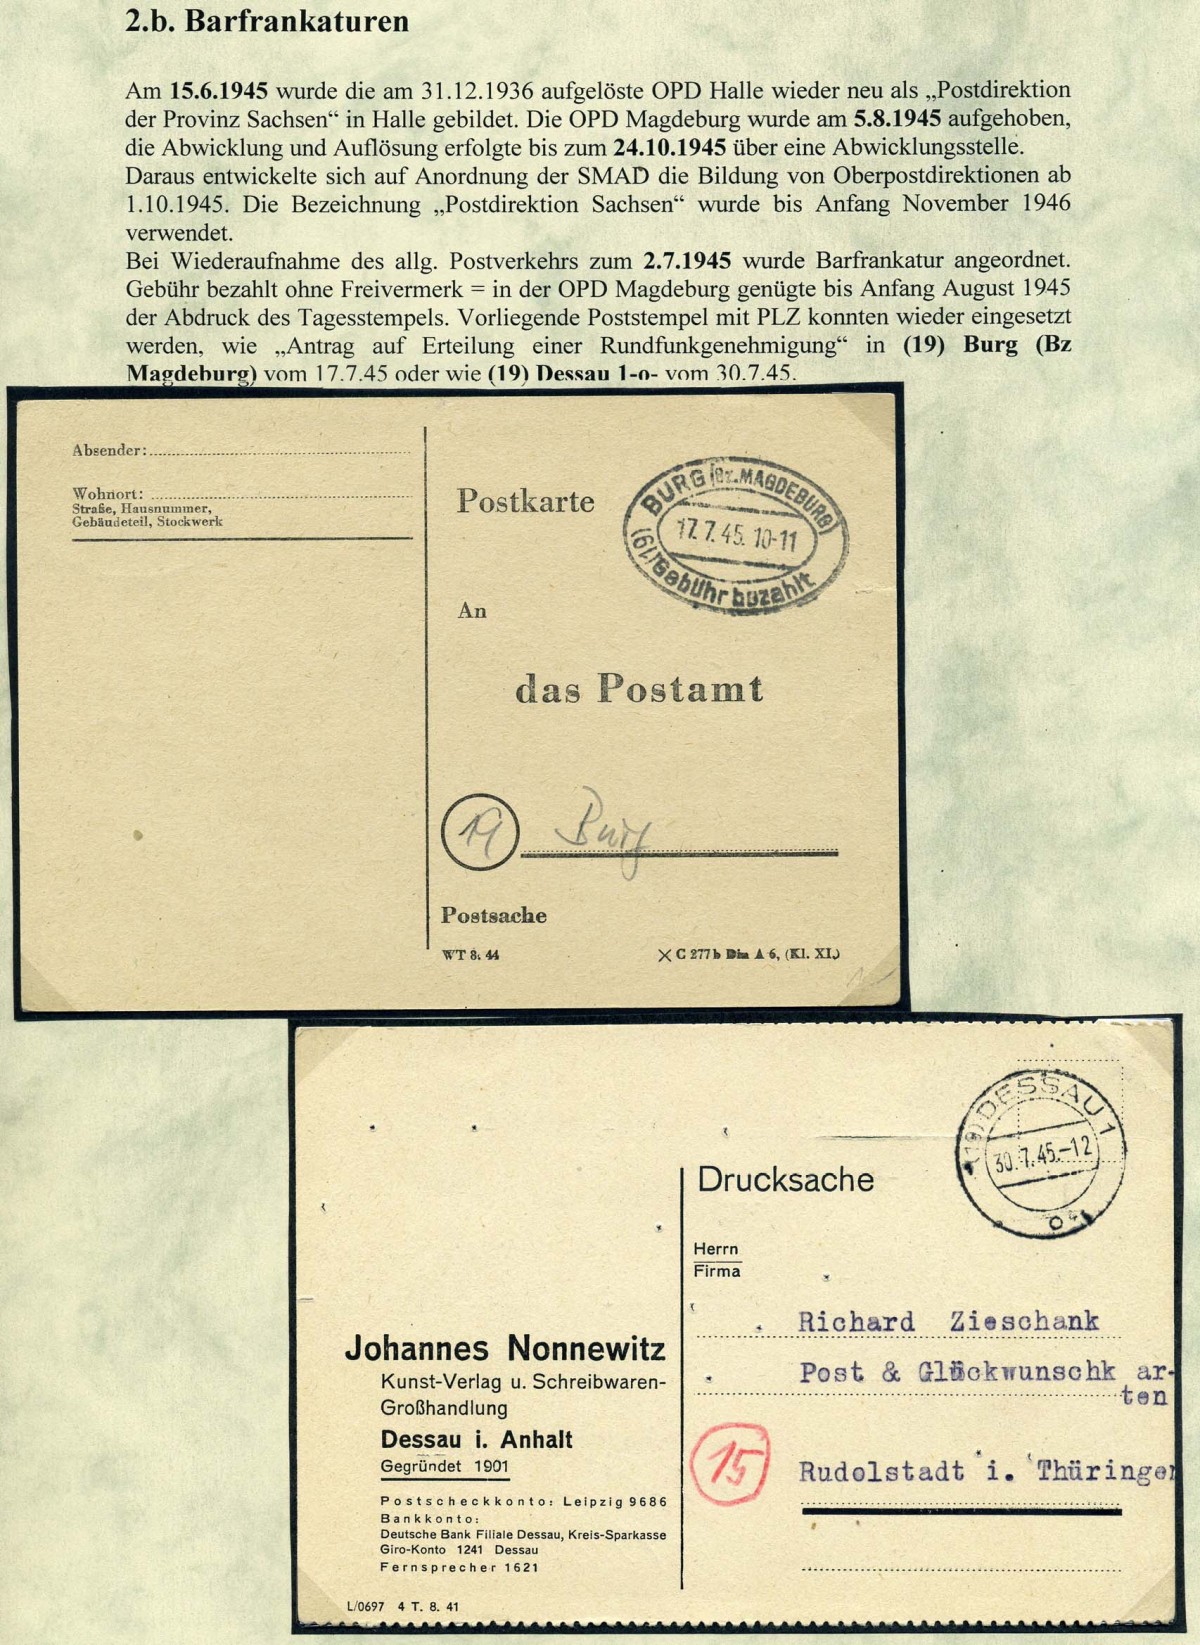 2.b. Barfrankaturen
Am 15.6.1945 wurde die am 31.12.1936 aufgelöste OPD Halle wieder neu als „Postdirektion
der Provinz Sachsen“ in Halle gebildet. Die OPD Magdeburg wurde am 5.8.1945 aufgehoben,
die Abwicklung und Auflösung erfolgte bis zum 24.10.1945 über eine Abwicklungsstelle.
Daraus entwickelte sich auf Anordnung der SMAD die Bildung von Oberpostdirektionen ab
1.10.1945. Die Bezeichnung „Postdirektion Sachsen“ wurde bis Anfang November 1946
verwendet.
Bei Wiederaufnahme des allg. Postverkehrs zum 2.7.1945 wurde Barfrankatur angeordnet.
Gebühr bezahlt ohne Freivermerk = in der OPD Magdeburg genügte bis Anfang August 1945
der Abdruck des Tagesstempels. Vorliegende Poststempel mit PLZ konnten wieder eingesetzt
werden, wie „Antrag auf Erteilung einer Rundfunkgenehmigung“ in (19) Burg (Bz
Magdeburg) vom 17.7.45 oder wie (19) Dessau 1-o- vom 30.7.45.
Absender:
Wohnort:
Straße, Hausnummer,
Gebäudeteil, Stockwerk
Postkarte
BURG (Bz. MAGDEBURG)
17.7.45. 10-11
(19) Gebühr bezahlt
An
das Postamt
19 Burg
Postsache
WT 8. 44
C 277b Din A 6, (Kl. XI.)
(19) DESSAU 1
30.7.45.-12
o
Drucksache
Herrn
Firma
Richard Zieschank
Post & Glückwunschk ar-
ten
15
Rudolstadt i. Thüringen
Johannes Nonnewitz
Kunst-Verlag u. Schreibwaren-
Großhandlung
Dessau i. Anhalt
Gegründet 1901
Postscheckkonto: Leipzig 9686
Bankkonto:
Deutsche Bank Filiale Dessau, Kreis-Sparkasse
Giro-Konto 1241 Dessau
Fernsprecher 1621
L/0697 4 T. 8. 41